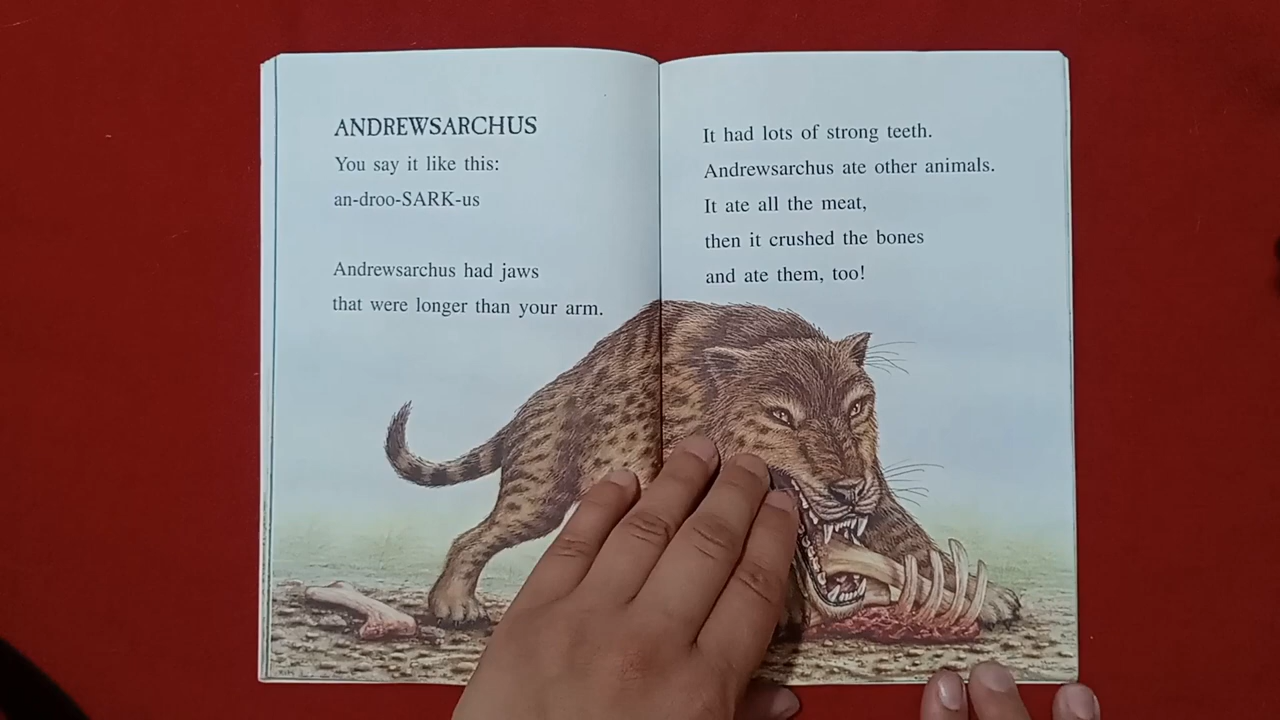 ANDREWSARCHUS
You say it like this:
an-droo-SARK-us
Andrewsarchus had jaws
that were longer than your arm.
It had lots of strong teeth.
Andrewsarchus ate other animals.
It ate all the meat,
then it crushed the bones
and ate them, too!